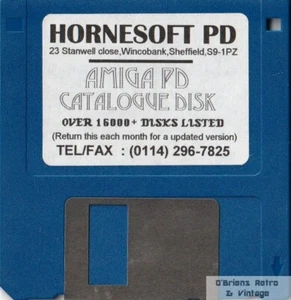 HORNESOFT PD
23 Stanwell close,Wincobank,Sheffield,S9-1PZ
AMIGA PD
CATALOGUE DISK
OVER 16000+ DISKS LISTED
(Return this each month for a updated version)
TEL/FAX : (0114) 296-7825
O'Briens Retro
& Vintage